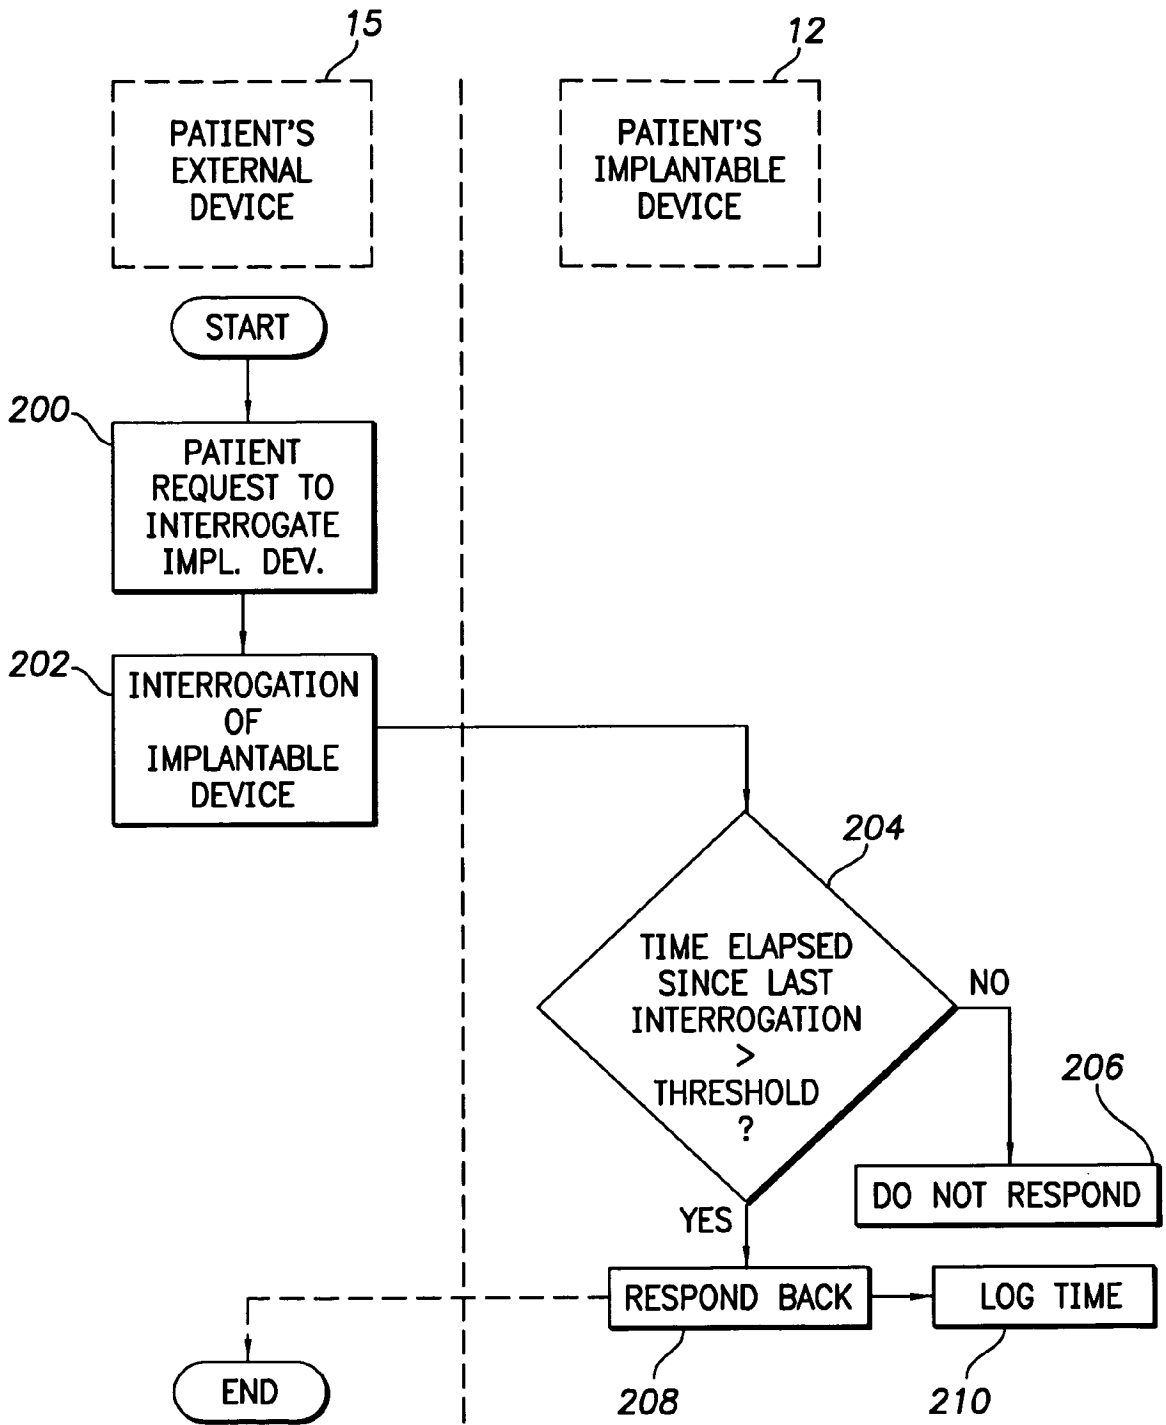 15
12
PATIENT'S
EXTERNAL
DEVICE
PATIENT'S
IMPLANTABLE
DEVICE
START
200
PATIENT
REQUEST TO
INTERROGATE
IMPL. DEV.
202
INTERROGATION
OF
IMPLANTABLE
DEVICE
204
TIME ELAPSED
SINCE LAST
INTERROGATION
>
THRESHOLD
?
NO
206
DO NOT RESPOND
YES
RESPOND BACK
LOG TIME
208
210
END